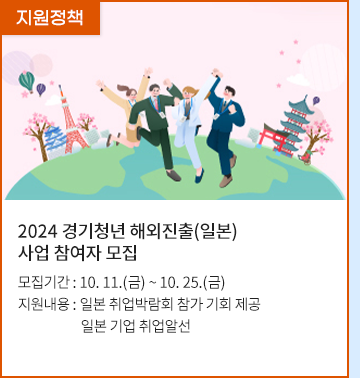 지원정책
2024 경기청년 해외진출(일본)
사업 참여자 모집
모집기간 : 10. 11.(금) ~ 10. 25.(금)
지원내용 : 일본 취업박람회 참가 기회 제공
일본 기업 취업알선